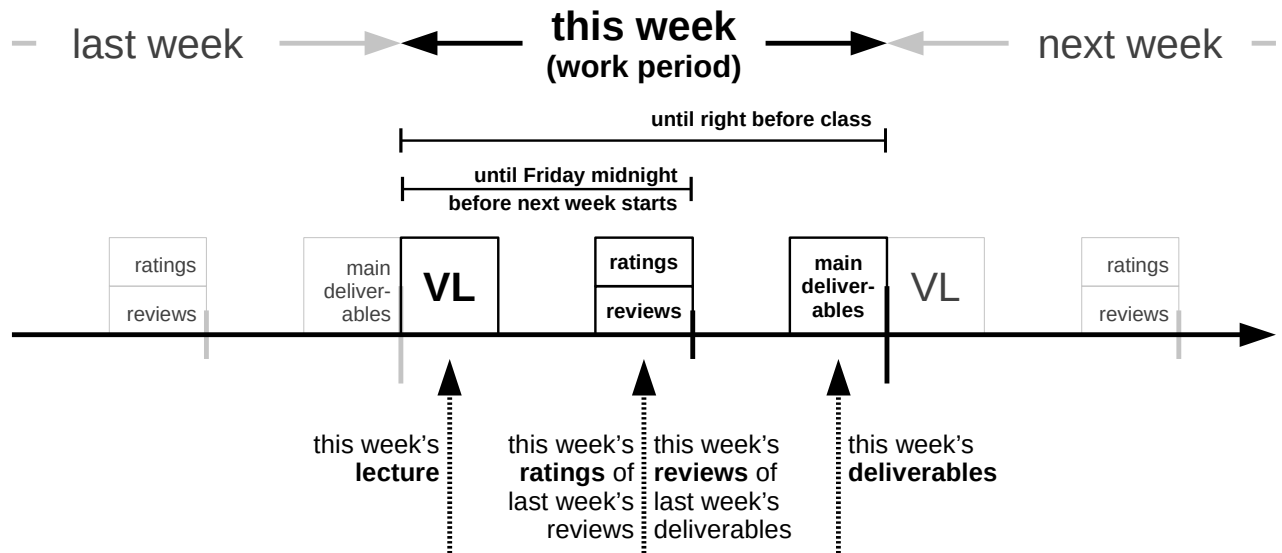 last week
this week
(work period)
next week
until right before class
until Friday midnight
before next week starts
ratings
reviews
main
deliver-
ables
VL
ratings
reviews
main
deliver-
ables
VL
ratings
reviews
this week's
lecture
this week's
ratings of
last week's
reviews
this week's
reviews of
last week's
deliverables
this week's
deliverables